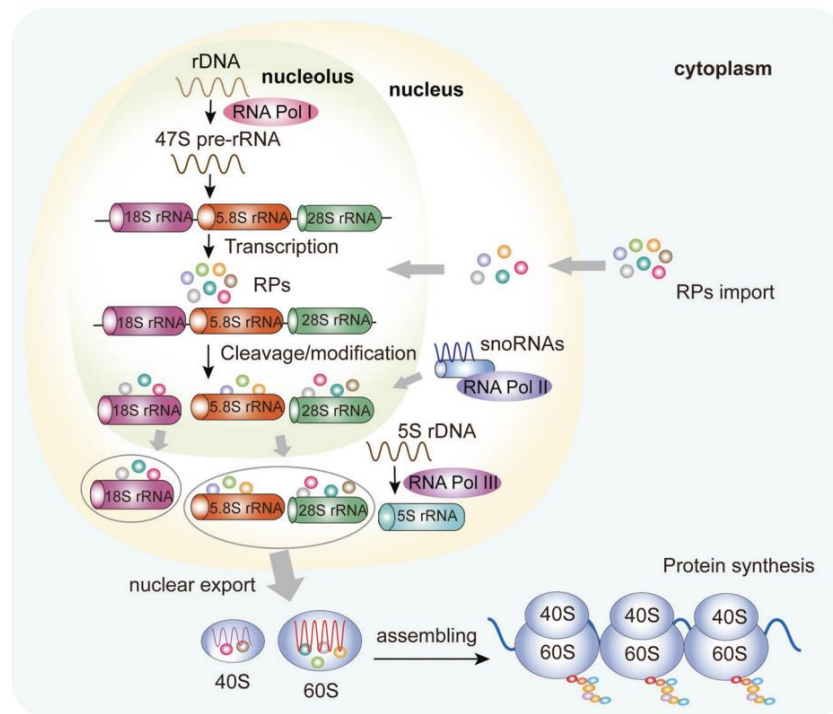 rDNA
nucleolus
nucleus
cytoplasm
RNA Pol I
47S pre-rRNA
18S rRNA
5.8S rRNA
28S rRNA
Transcription
RPs
RPs import
18S rRNA
5.8S rRNA
28S rRNA
Cleavage/modification
snoRNAs
RNA Pol II
18S rRNA
5.8S rRNA
28S rRNA
5S rDNA
RNA Pol III
18S rRNA
5.8S rRNA
28S rRNA
5S rRNA
nuclear export
Protein synthesis
assembling
40S
60S
40S
40S
40S
60S
60S
60S